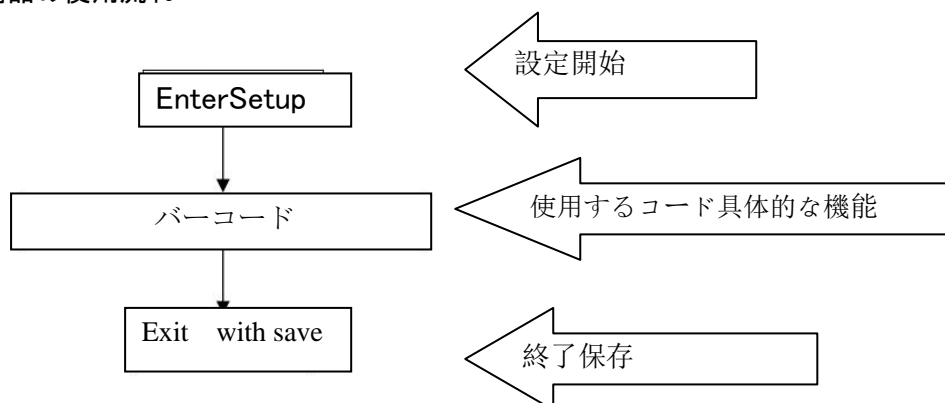 設定開始
EnterSetup
バーコード
使用するコード具体的な機能
Exit with save
終了保存